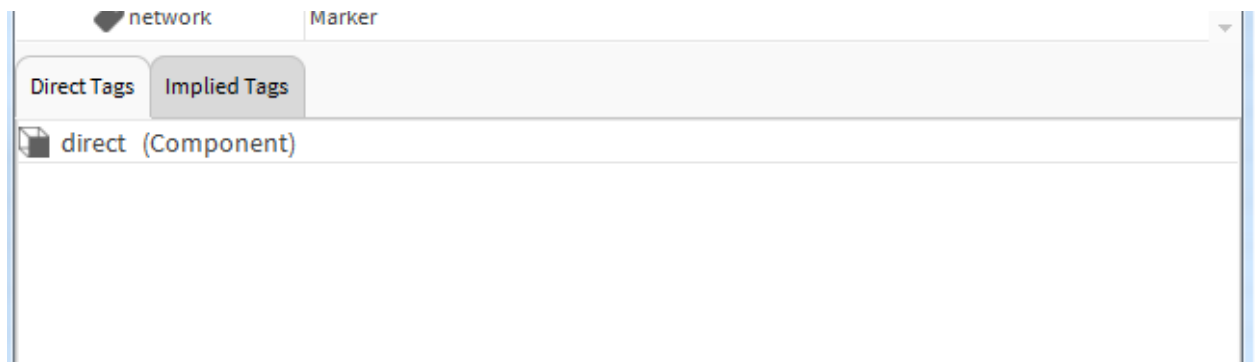 network Marker
Direct Tags Implied Tags
direct (Component)